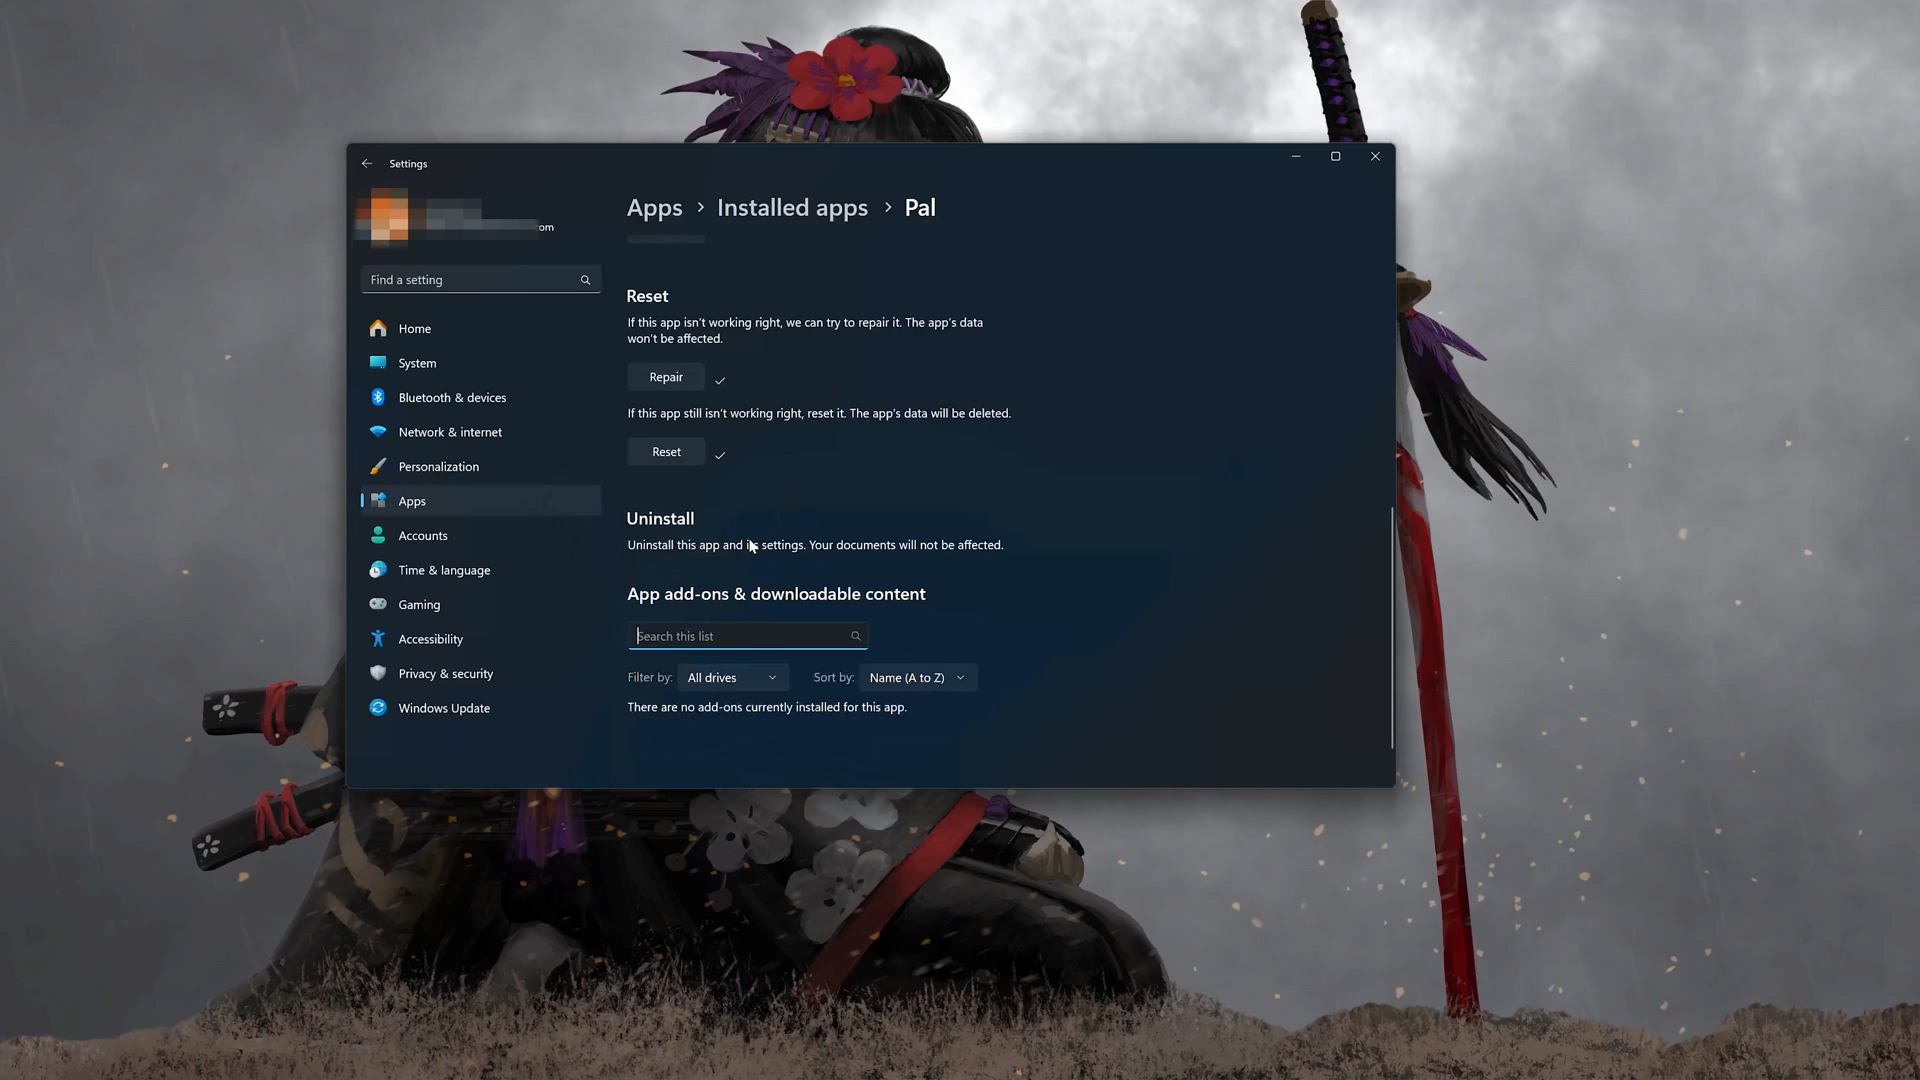 Settings
om
Find a setting
Home
System
Bluetooth & devices
Network & internet
Personalization
Apps
Accounts
Time & language
Gaming
Accessibility
Privacy & security
Windows Update
Apps > Installed apps > Pal
Reset
If this app isn't working right, we can try to repair it. The app's data
won't be affected.
Repair
If this app still isn't working right, reset it. The app's data will be deleted.
Reset
Uninstall
Uninstall this app and its settings. Your documents will not be affected.
App add-ons & downloadable content
Search this list
Filter by: All drives Sort by: Name (A to Z)
There are no add-ons currently installed for this app.